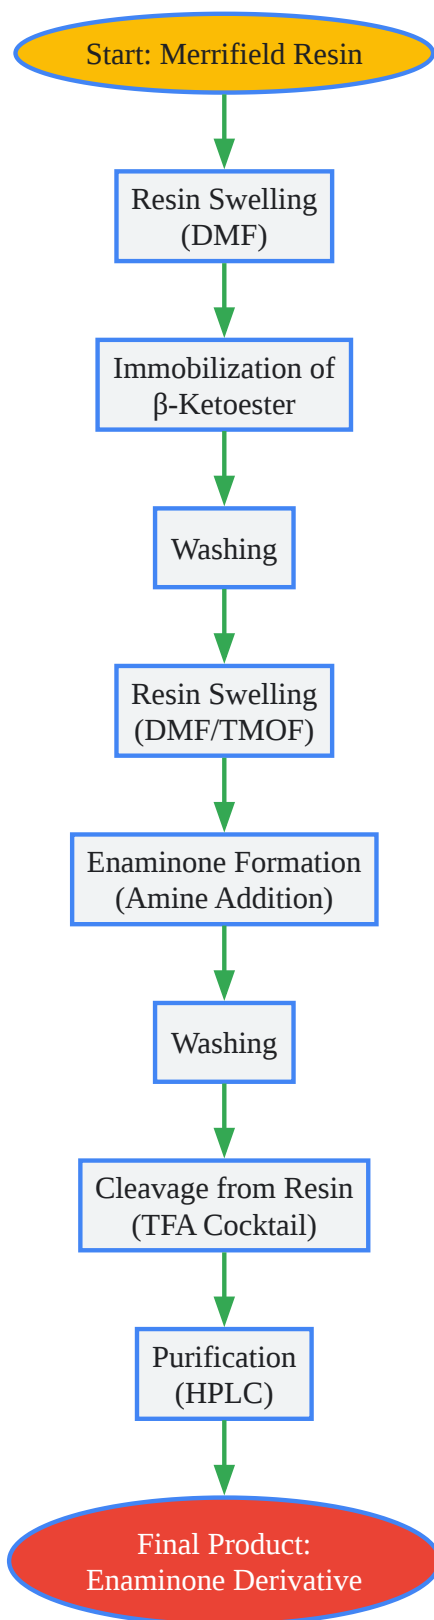 Start: Merrifield Resin
Resin Swelling
(DMF)
Immobilization of
β-Ketoester
Washing
Resin Swelling
(DMF/TMOF)
Enaminone Formation
(Amine Addition)
Washing
Cleavage from Resin
(TFA Cocktail)
Purification
(HPLC)
Final Product:
Enaminone Derivative